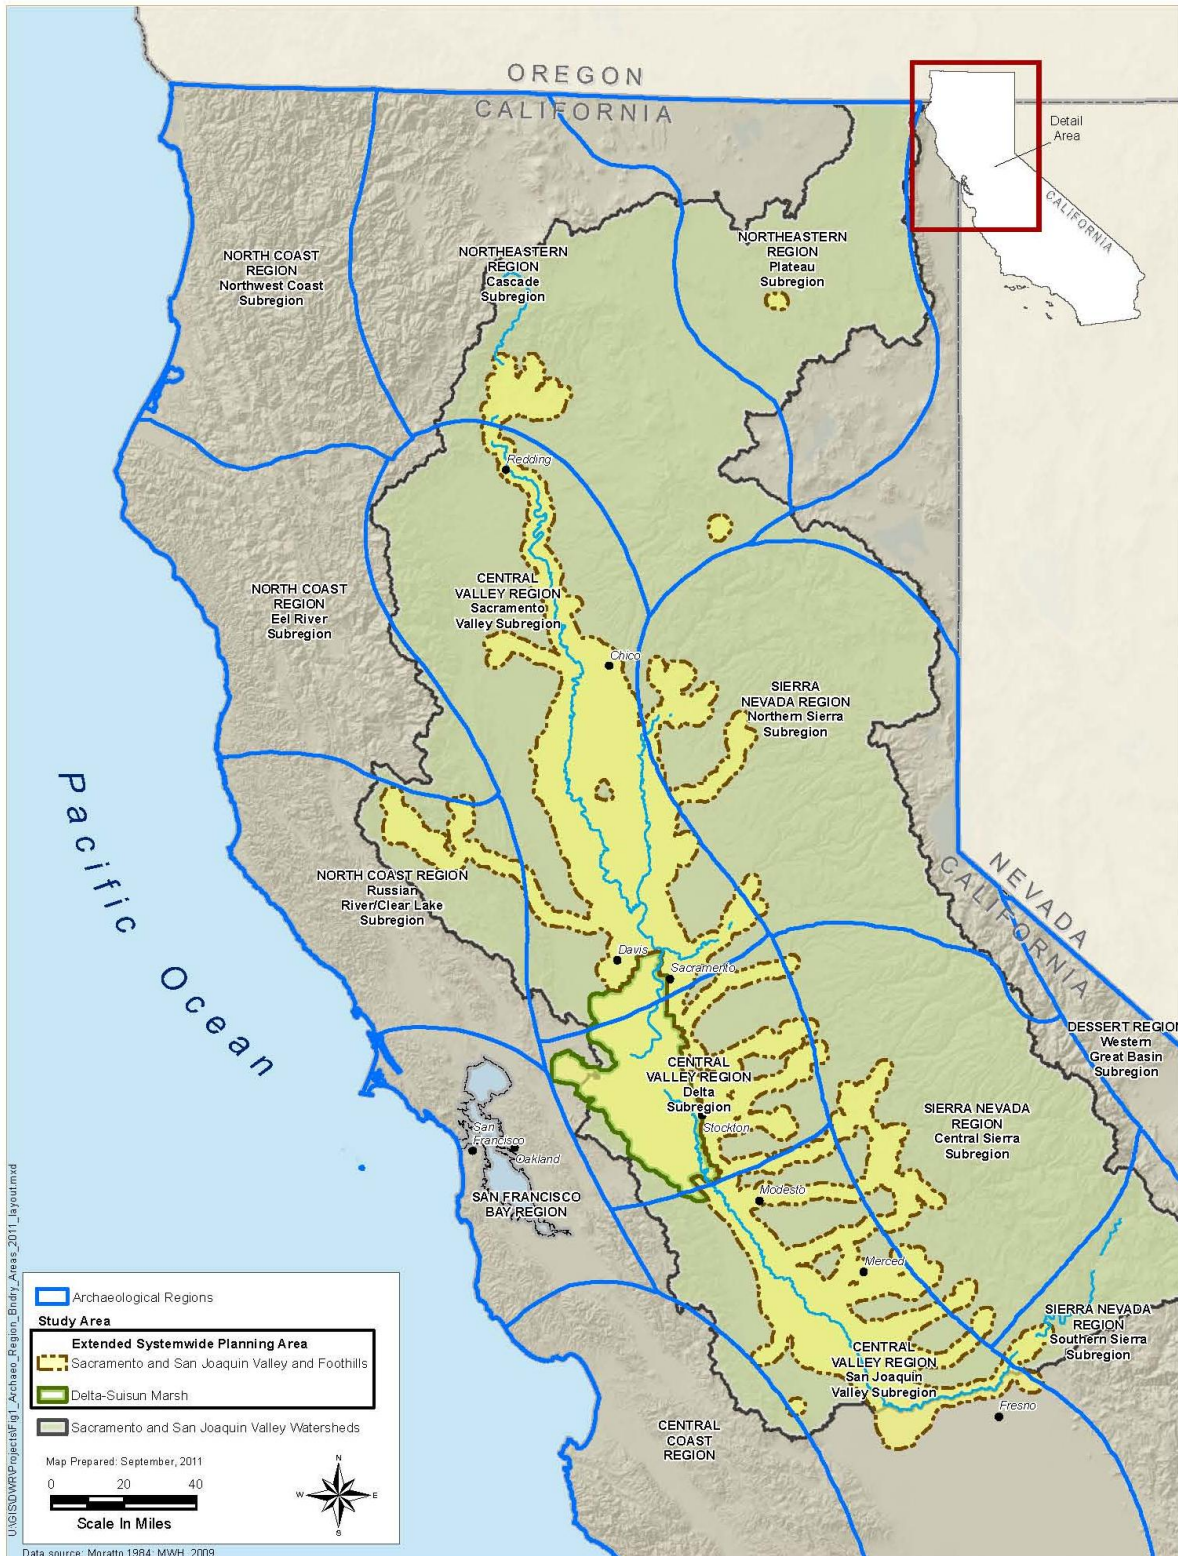 OREGON
CALIFORNIA
Detail
Area
CALIFORNIA
NORTH COAST
REGION
Northwest Coast
Subregion
NORTHEASTERN
REGION
Cascade
Subregion
NORTHEASTERN
REGION
Plateau
Subregion
Redding
NORTH COAST
REGION
Eel River
Subregion
CENTRAL
VALLEY REGION
Sacramento
Valley Subregion
Chico
SIERRA
NEVADA REGION
Northern Sierra
Subregion
Pacific Ocean
NORTH COAST REGION
Russian
River/Clear Lake
Subregion
NEVADA
CALIFORNIA
Davis
Sacramento
CENTRAL
VALLEY REGION
Delta
Subregion
Stockton
DESSERT REGION
Western
Great Basin
Subregion
SIERRA NEVADA
REGION
Central Sierra
Subregion
San
Francisco
Oakland
SAN FRANCISCO
BAY REGION
Modesto
Merced
SIERRA NEVADA
REGION
Southern Sierra
Subregion
CENTRAL
VALLEY REGION
San Joaquin
Valley Subregion
Fresno
CENTRAL
COAST
REGION
U:\GIS\DWR\Projects\Fig1_Archaeo_Region_Bndry_Areas_2011_layout.mxd
Archaeological Regions
Study Area
Extended Systemwide Planning Area
Sacramento and San Joaquin Valley and Foothills
Delta-Suisun Marsh
Sacramento and San Joaquin Valley Watersheds
Map Prepared: September, 2011
0 20 40
Scale In Miles
N
W E
S
Data source: Moratto 1984; MWH, 2009